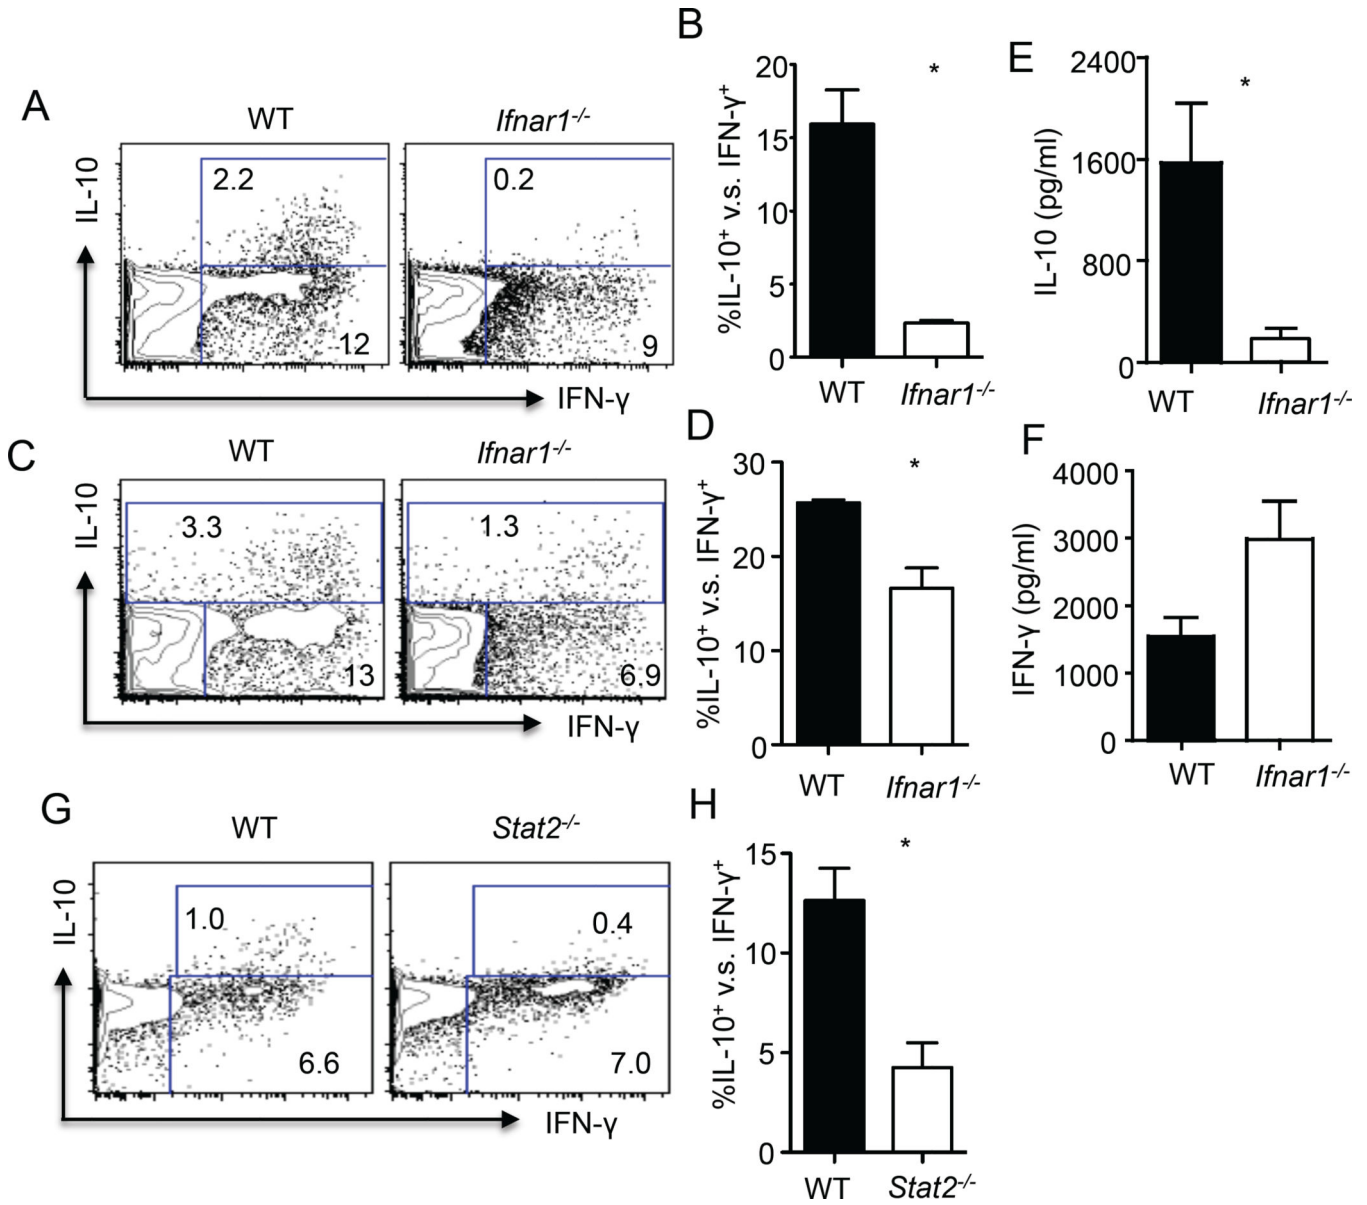 A
WT
Ifnar1-/-
IL-10
2.2
12
0.2
9
IFN-γ
B
%IL-10+ v.s. IFN-γ+
20
15
10
5
0
*
WT
Ifnar1-/-
E
IL-10 (pg/ml)
2400
1600
800
0
*
WT
Ifnar1-/-
C
WT
Ifnar1-/-
IL-10
3.3
13
1.3
6.9
IFN-γ
D
%IL-10+ v.s. IFN-γ+
30
20
10
0
*
WT
Ifnar1-/-
F
IFN-γ (pg/ml)
4000
3000
2000
1000
0
WT
Ifnar1-/-
G
WT
Stat2-/-
IL-10
1.0
6.6
0.4
7.0
IFN-γ
H
%IL-10+ v.s. IFN-γ+
15
10
5
0
*
WT
Stat2-/-